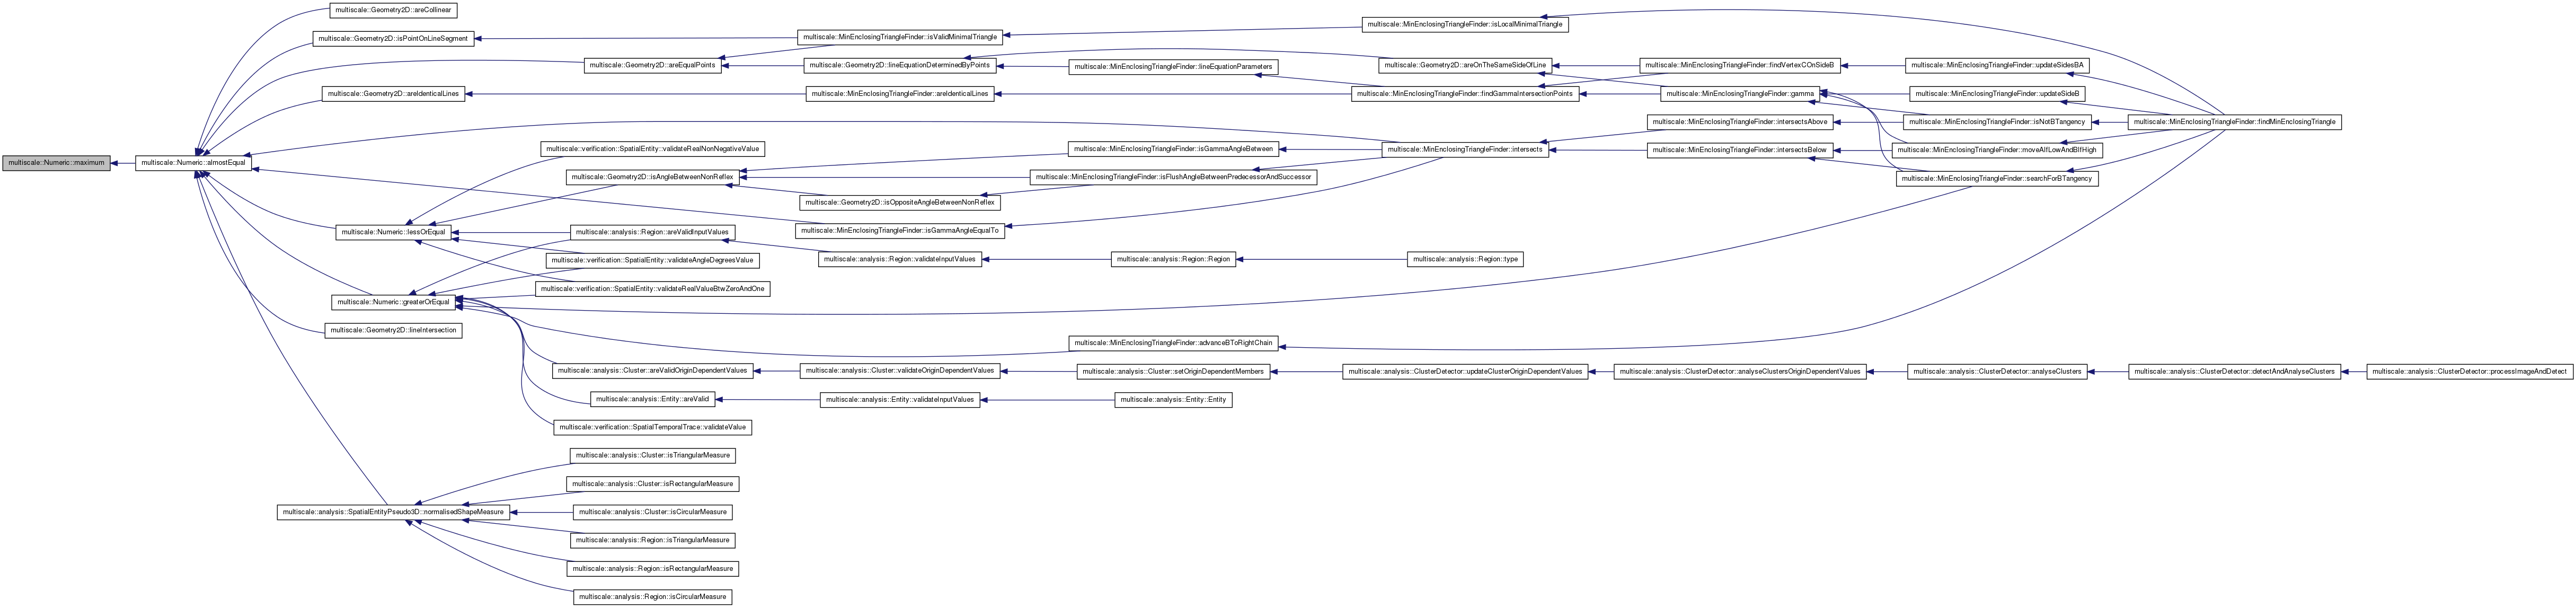 multiscale::Geometry2D::areCollinear
multiscale::MinEnclosingTriangleFinder::isLocalMinimalTriangle
multiscale::Geometry2D::isPointOnLineSegment
multiscale::MinEnclosingTriangleFinder::isValidMinimalTriangle
multiscale::Geometry2D::areEqualPoints
multiscale::Geometry2D::lineEquationDeterminedByPoints
multiscale::MinEnclosingTriangleFinder::lineEquationParameters
multiscale::Geometry2D::areOnTheSameSideOfLine
multiscale::MinEnclosingTriangleFinder::findVertexCOnSideB
multiscale::MinEnclosingTriangleFinder::updateSidesBA
multiscale::Geometry2D::areIdenticalLines
multiscale::MinEnclosingTriangleFinder::areIdenticalLines
multiscale::MinEnclosingTriangleFinder::findGammaIntersectionPoints
multiscale::MinEnclosingTriangleFinder::gamma
multiscale::MinEnclosingTriangleFinder::updateSideB
multiscale::MinEnclosingTriangleFinder::intersectsAbove
multiscale::MinEnclosingTriangleFinder::isNotBTangency
multiscale::MinEnclosingTriangleFinder::findMinEnclosingTriangle
multiscale::Numeric::maximum
multiscale::Numeric::almostEqual
multiscale::verification::SpatialEntity::validateRealNonNegativeValue
multiscale::MinEnclosingTriangleFinder::isGammaAngleBetween
multiscale::MinEnclosingTriangleFinder::intersects
multiscale::MinEnclosingTriangleFinder::intersectsBelow
multiscale::MinEnclosingTriangleFinder::moveAIfLowAndBIfHigh
multiscale::Geometry2D::isAngleBetweenNonReflex
multiscale::MinEnclosingTriangleFinder::isFlushAngleBetweenPredecessorAndSuccessor
multiscale::MinEnclosingTriangleFinder::searchForBTangency
multiscale::Geometry2D::isOppositeAngleBetweenNonReflex
multiscale::Numeric::lessOrEqual
multiscale::analysis::Region::areValidInputValues
multiscale::MinEnclosingTriangleFinder::isGammaAngleEqualTo
multiscale::verification::SpatialEntity::validateAngleDegreesValue
multiscale::analysis::Region::validateInputValues
multiscale::analysis::Region::Region
multiscale::analysis::Region::type
multiscale::verification::SpatialEntity::validateRealValueBtwZeroAndOne
multiscale::Numeric::greaterOrEqual
multiscale::Geometry2D::lineIntersection
multiscale::MinEnclosingTriangleFinder::advanceBToRightChain
multiscale::analysis::Cluster::areValidOriginDependentValues
multiscale::analysis::Cluster::validateOriginDependentValues
multiscale::analysis::Cluster::setOriginDependentMembers
multiscale::analysis::ClusterDetector::updateClusterOriginDependentValues
multiscale::analysis::ClusterDetector::analyseClustersOriginDependentValues
multiscale::analysis::ClusterDetector::analyseClusters
multiscale::analysis::ClusterDetector::detectAndAnalyseClusters
multiscale::analysis::ClusterDetector::processImageAndDetect
multiscale::analysis::Entity::areValid
multiscale::analysis::Entity::validateInputValues
multiscale::analysis::Entity::Entity
multiscale::verification::SpatialTemporalTrace::validateValue
multiscale::analysis::Cluster::isTriangularMeasure
multiscale::analysis::Cluster::isRectangularMeasure
multiscale::analysis::SpatialEntityPseudo3D::normalisedShapeMeasure
multiscale::analysis::Cluster::isCircularMeasure
multiscale::analysis::Region::isTriangularMeasure
multiscale::analysis::Region::isRectangularMeasure
multiscale::analysis::Region::isCircularMeasure